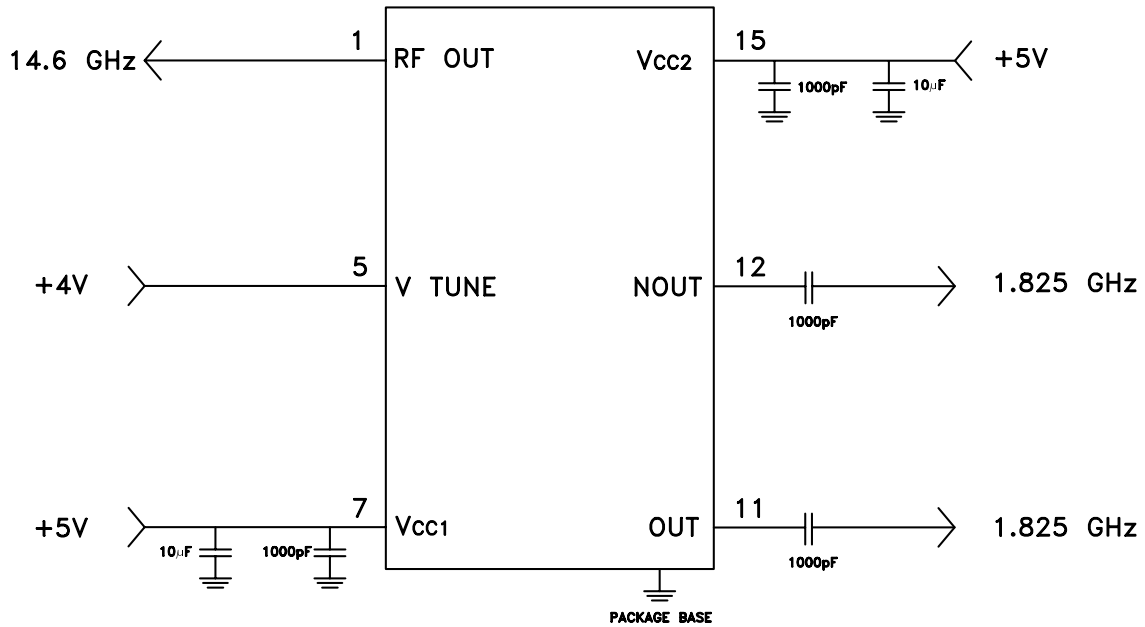 14.6 GHz
1
RF OUT
VCC2
15
+5V
1000pF
10µF
+4V
5
V TUNE
NOUT
12
1.825 GHz
1000pF
+5V
7
VCC1
10µF
1000pF
OUT
11
1.825 GHz
1000pF
PACKAGE BASE